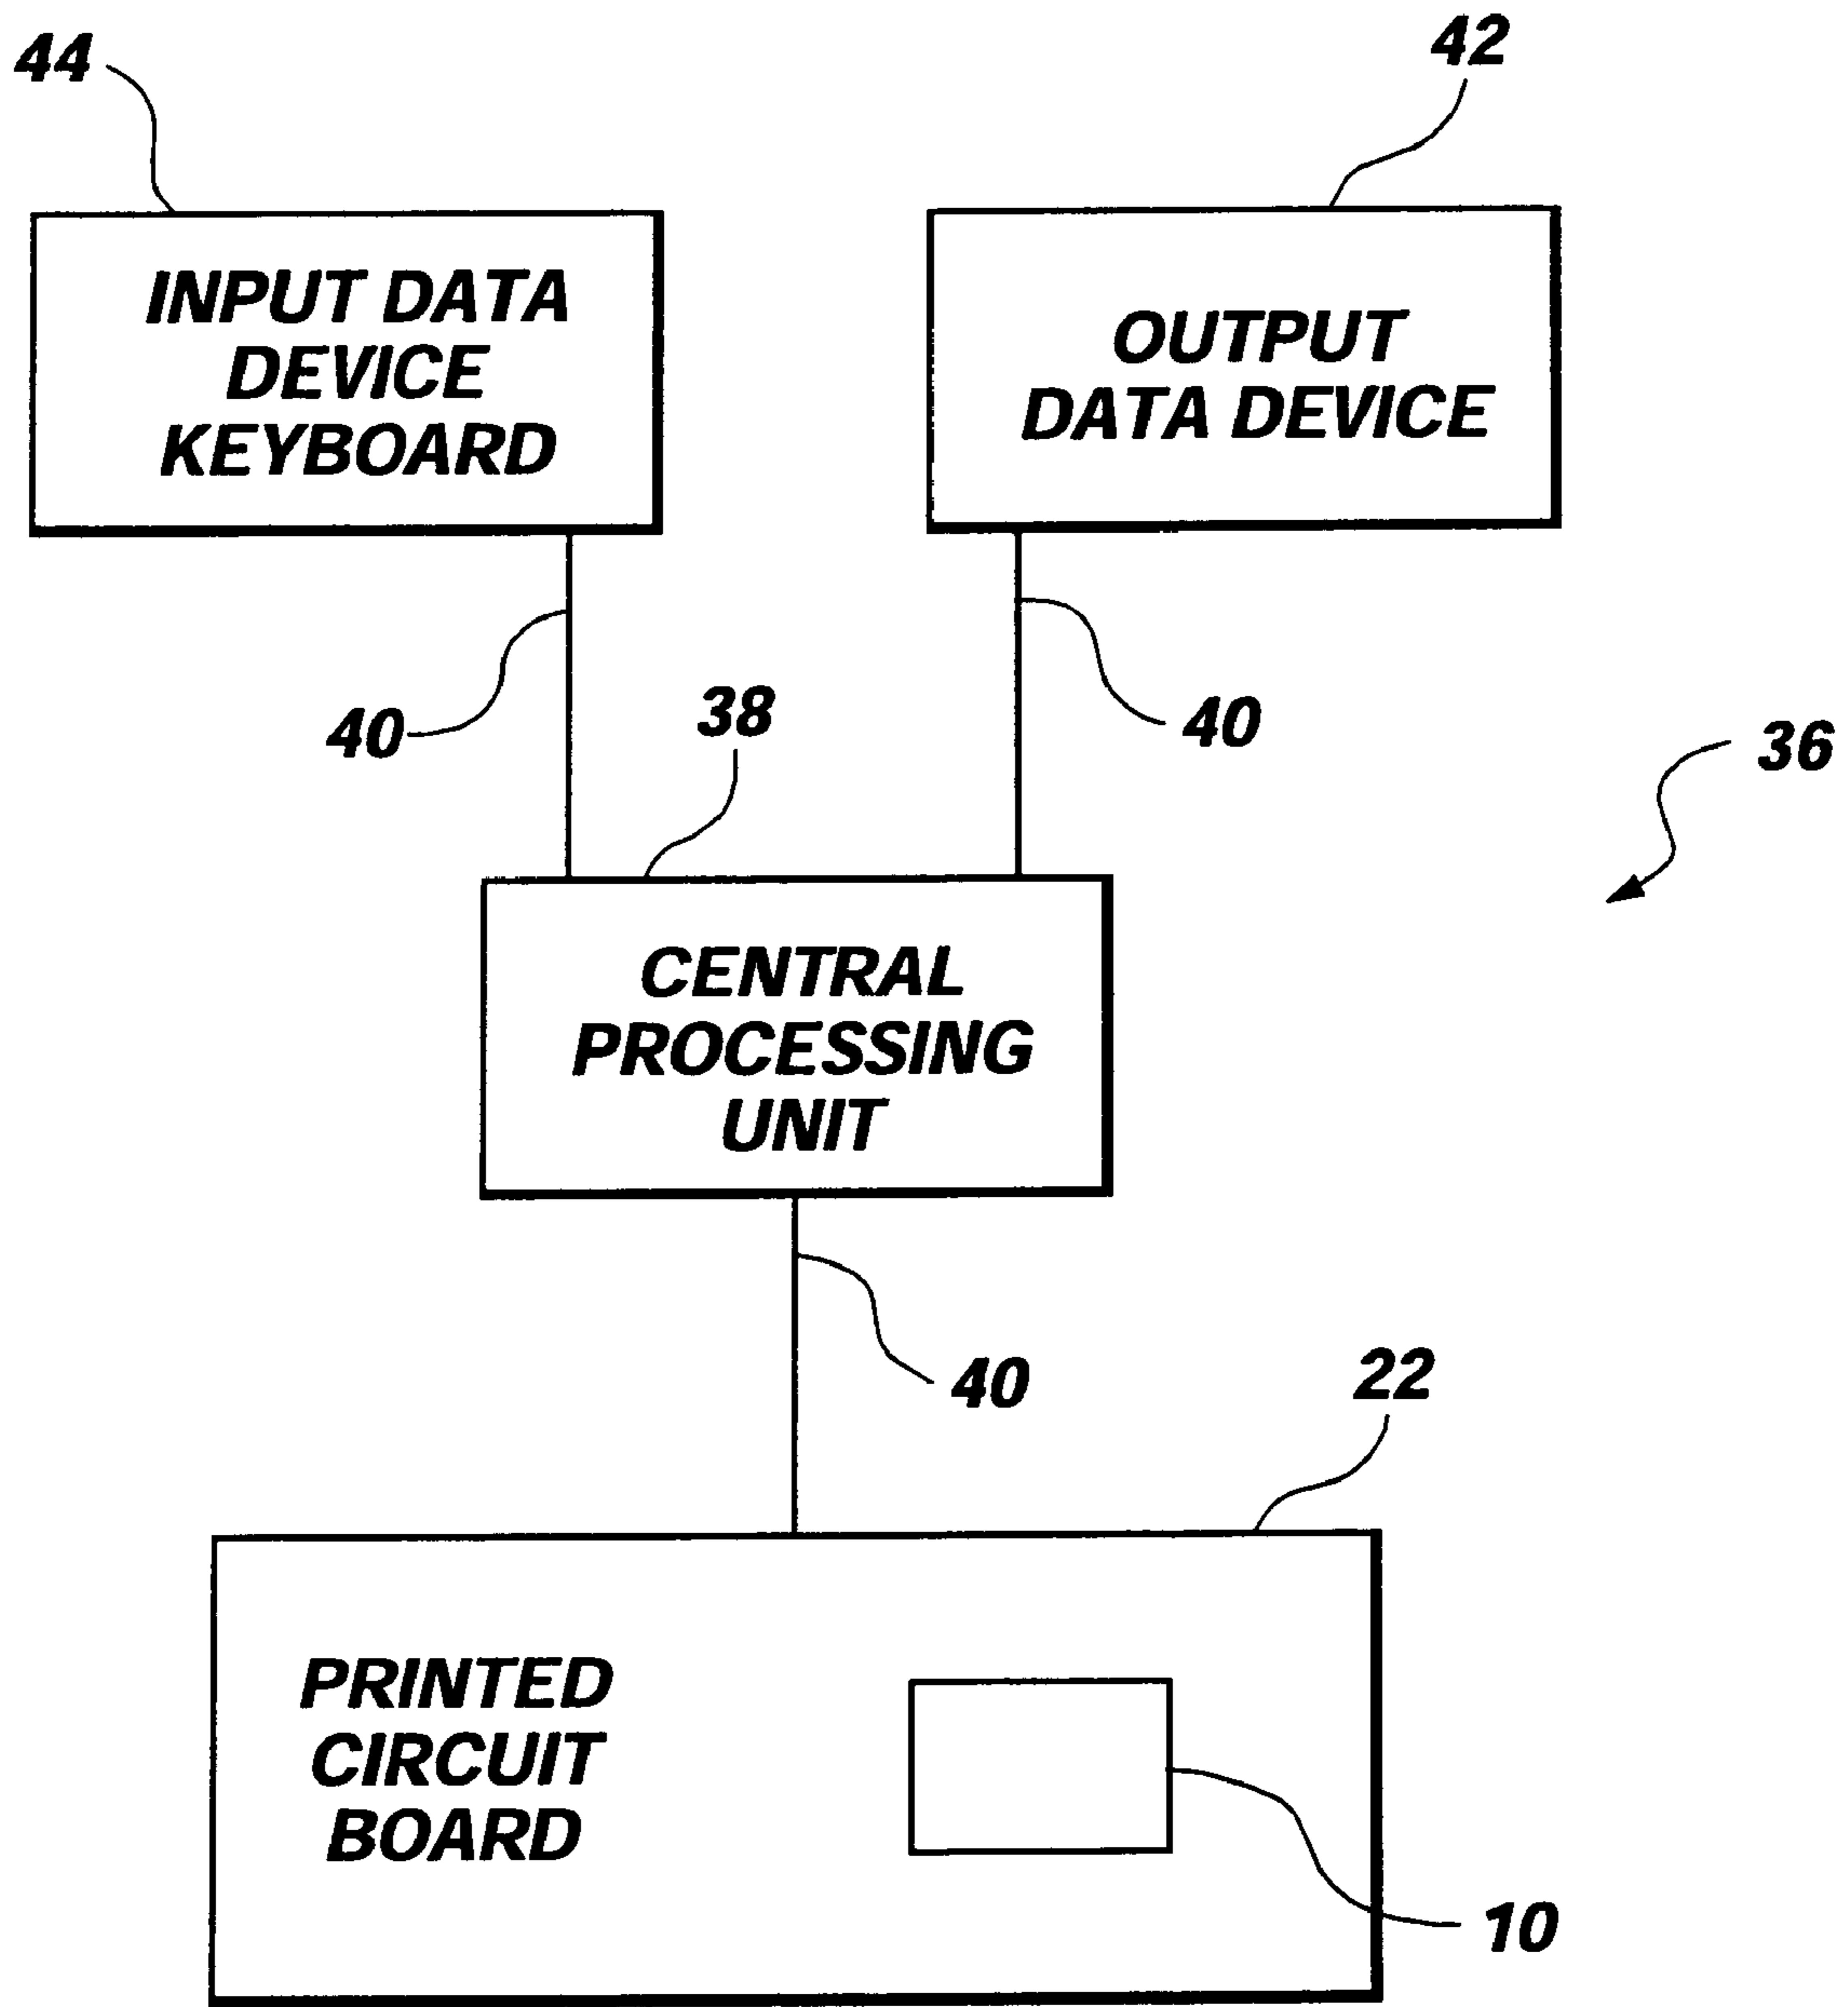 44
42
INPUT DATA
DEVICE
KEYBOARD
OUTPUT
DATA DEVICE
40
38
40
36
CENTRAL
PROCESSING
UNIT
40
22
PRINTED
CIRCUIT
BOARD
10